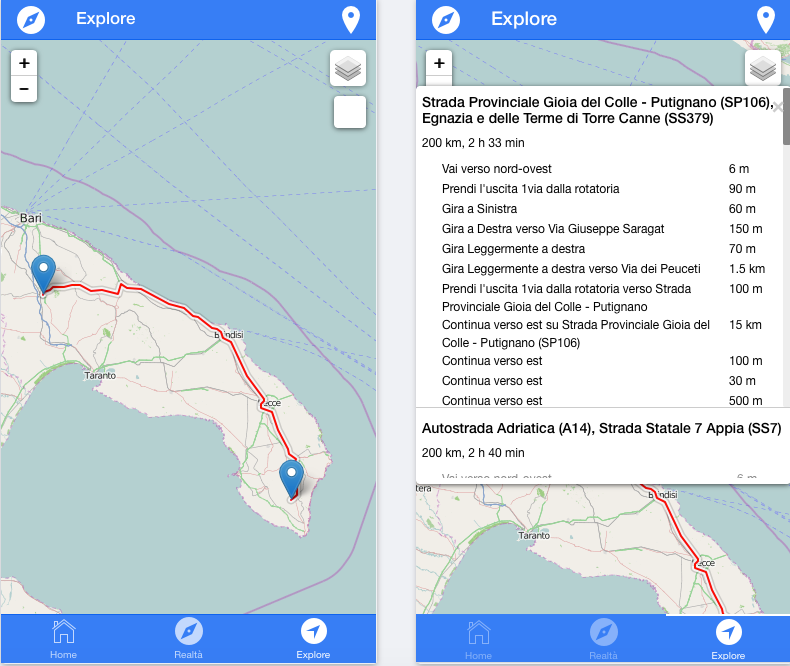 Explore
+
−
Bari
Taranto
Home
Realtà
Explore
Explore
+
Strada Provinciale Gioia del Colle - Putignano (SP106),
Egnazia e delle Terme di Torre Canne (SS379)
200 km, 2 h 33 min
Vai verso nord-ovest 6 m
Prendi l'uscita 1via dalla rotatoria 90 m
Gira a Sinistra 60 m
Gira a Destra verso Via Giuseppe Saragat 150 m
Gira Leggermente a destra 70 m
Gira Leggermente a destra verso Via dei Peuceti 1.5 km
Prendi l'uscita 1via dalla rotatoria verso Strada 100 m
Provinciale Gioia del Colle - Putignano
Continua verso est su Strada Provinciale Gioia del 15 km
Colle - Putignano (SP106)
Continua verso est 100 m
Continua verso est 30 m
Continua verso est 500 m
Autostrada Adriatica (A14), Strada Statale 7 Appia (SS7)
200 km, 2 h 40 min
Vai verso nord-ovest 6 m
Taranto
Home
Realtà
Explore